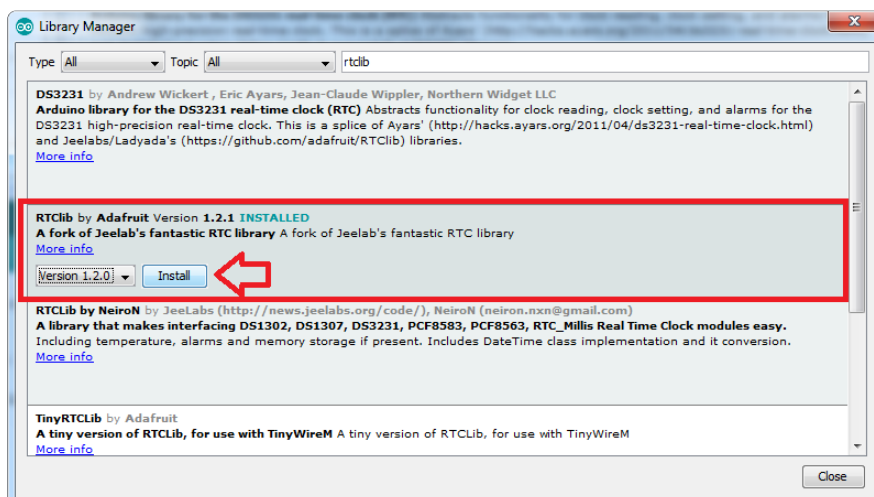 Library Manager
Type All Topic All rtclib
DS3231 by Andrew Wickert , Eric Ayars, Jean-Claude Wippler, Northern Widget LLC
Arduino library for the DS3231 real-time clock (RTC) Abstracts functionality for clock reading, clock setting, and alarms for the
DS3231 high-precision real-time clock. This is a splice of Ayars' (http://hacks.ayars.org/2011/04/ds3231-real-time-clock.html)
and Jeelabs/Ladyada's (https://github.com/adafruit/RTClib) libraries.
More info
RTClib by Adafruit Version 1.2.1 INSTALLED
A fork of Jeelab's fantastic RTC library A fork of Jeelab's fantastic RTC library
More info
Version 1.2.0 Install
RTCLib by NeiroN by JeeLabs (http://news.jeelabs.org/code/), NeiroN (neiron.nxn@gmail.com)
A library that makes interfacing DS1302, DS1307, DS3231, PCF8583, PCF8563, RTC_Millis Real Time Clock modules easy.
Including temperature, alarms and memory storage if present. Includes DateTime class implementation and it conversion.
More info
TinyRTCLib by Adafruit
A tiny version of RTCLib, for use with TinyWireM A tiny version of RTCLib, for use with TinyWireM
More info
Close